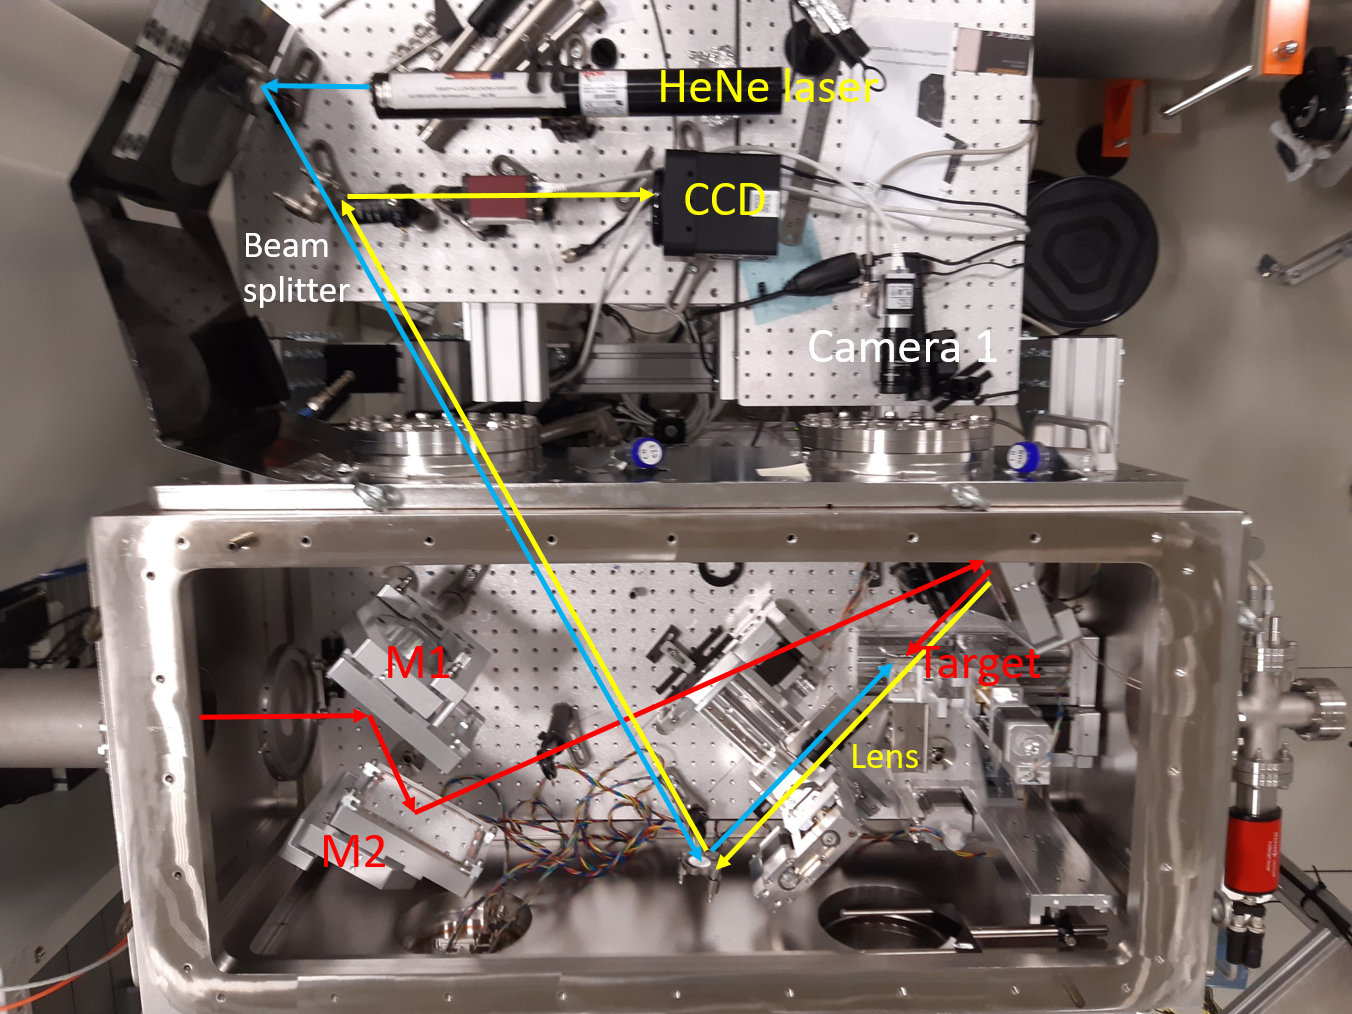 HeNe laser
CCD
Beam
splitter
Camera 1
M1
Target
Lens
M2